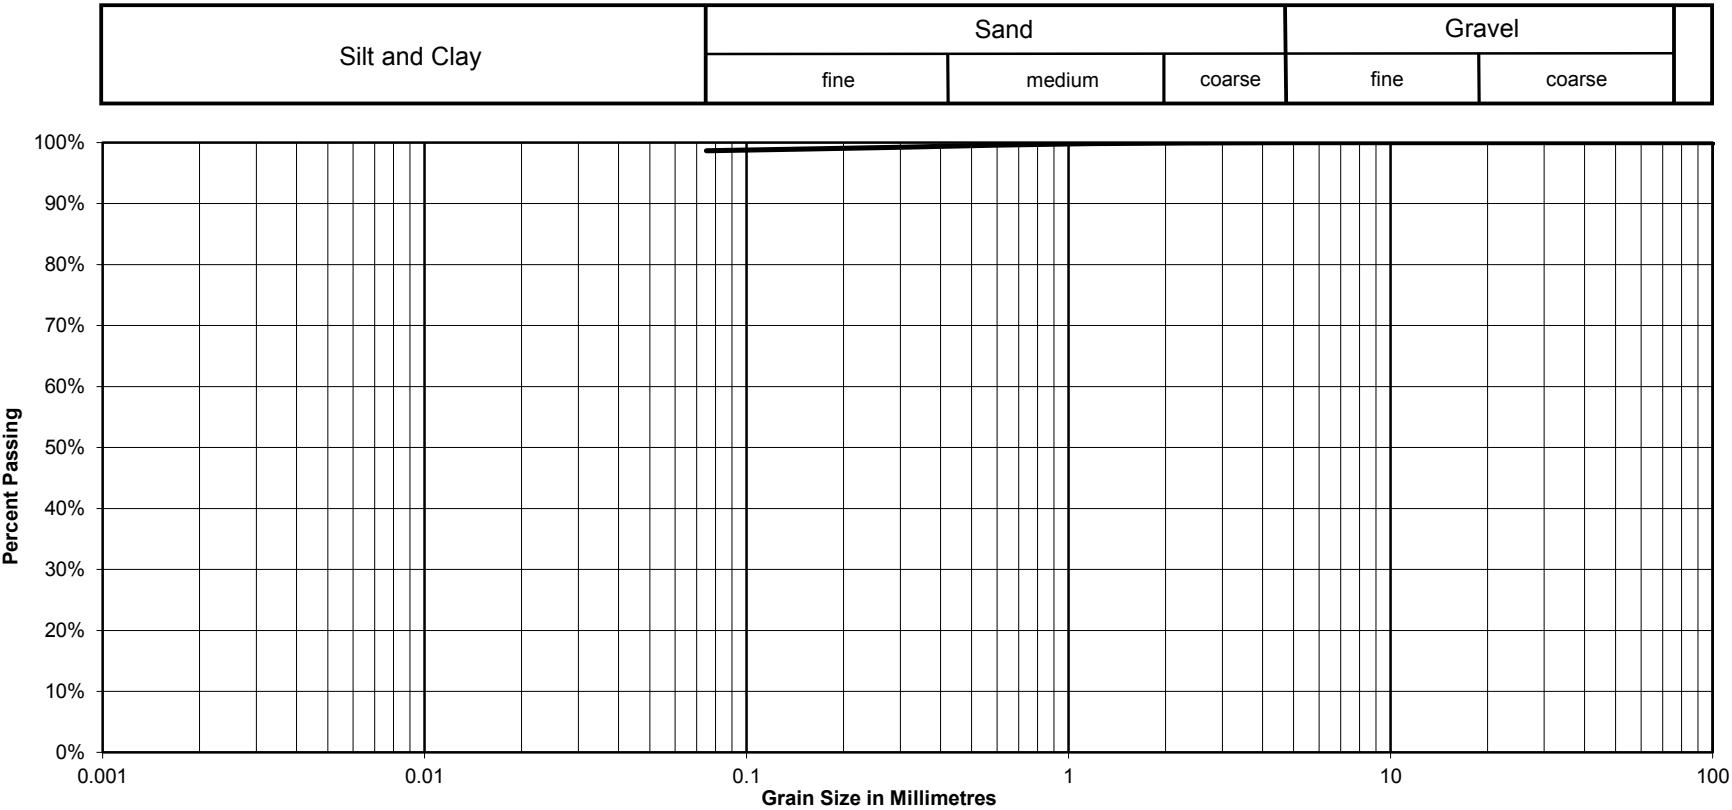 Silt and Clay
Sand
Gravel
fine
medium
coarse
fine
coarse
100%
90%
80%
70%
60%
50%
40%
30%
20%
10%
0%
Percent Passing
0.001
0.01
0.1
1
10
100
Grain Size in Millimetres